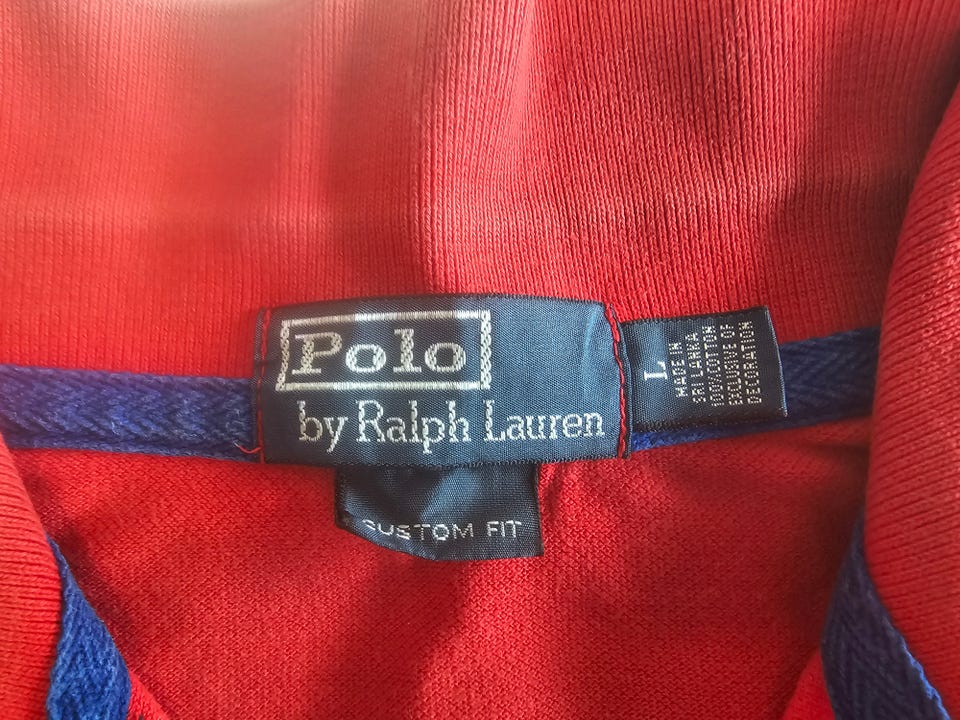 Polo
by Ralph Lauren
CUSTOM FIT
L
MADE IN
SRI LANKA
100% COTTON
EXCLUSIVE OF
DECORATION